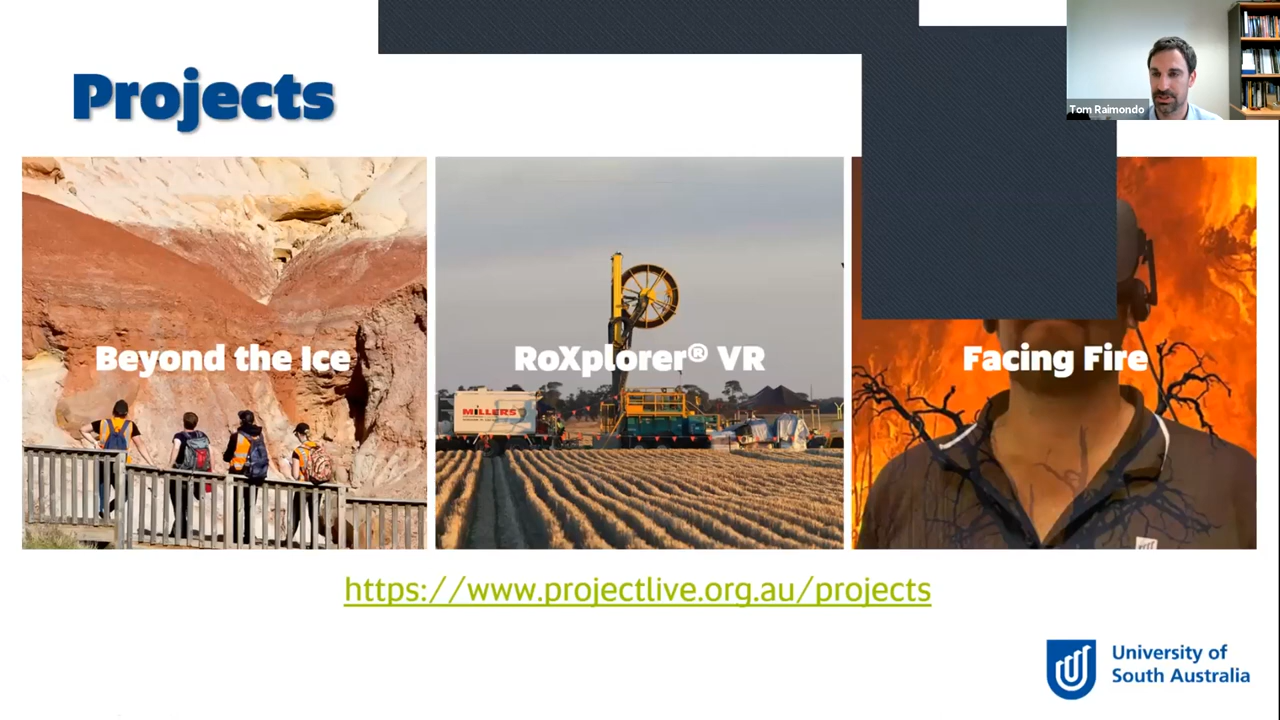 Projects
Tom Raimondo
Beyond the Ice
RoXplorer® VR
Facing Fire
MILLERS
https://www.projectlive.org.au/projects
University of
South Australia